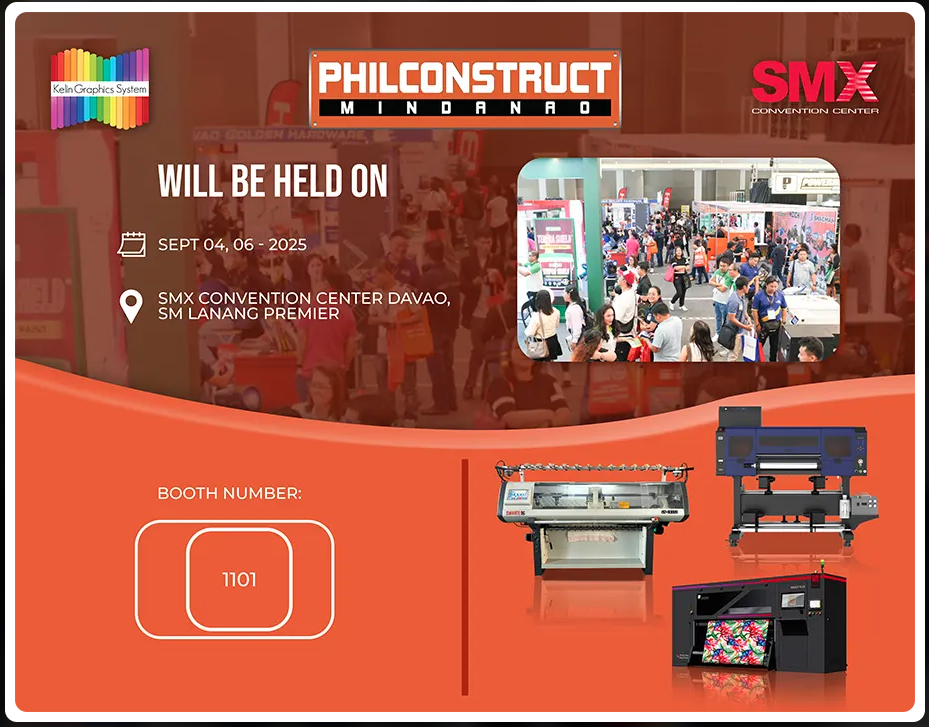 Kelin Graphics System
PHILCONSTRUCT
MINDANAO
SMX
CONVENTION CENTER
WILL BE HELD ON
SEPT 04, 06 - 2025
SMX CONVENTION CENTER DAVAO,
SM LANANG PREMIER
BOOTH NUMBER:
1101